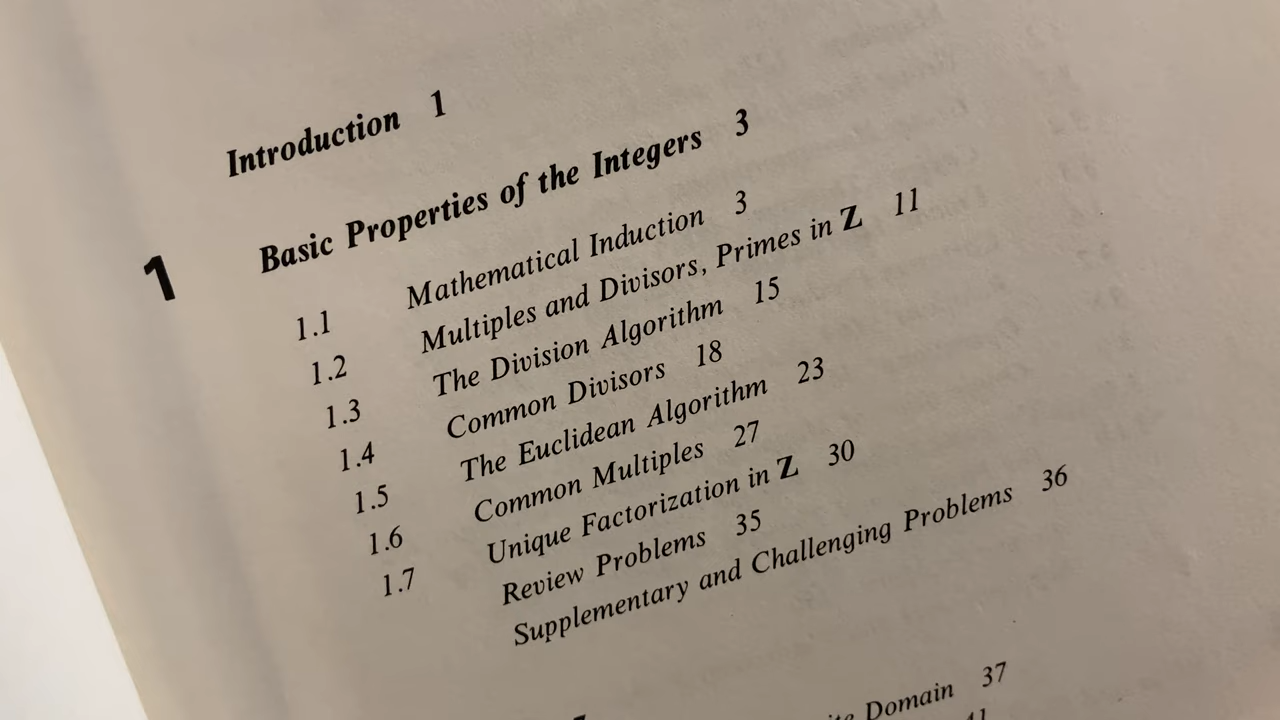 Introduction 1
1 Basic Properties of the Integers 3
1.1 Mathematical Induction 3
1.2 Multiples and Divisors, Primes in Z 11
1.3 The Division Algorithm 15
1.4 Common Divisors 18
1.5 The Euclidean Algorithm 23
1.6 Common Multiples 27
1.7 Unique Factorization in Z 30
Review Problems 35
Supplementary and Challenging Problems 36
Domain 37
41